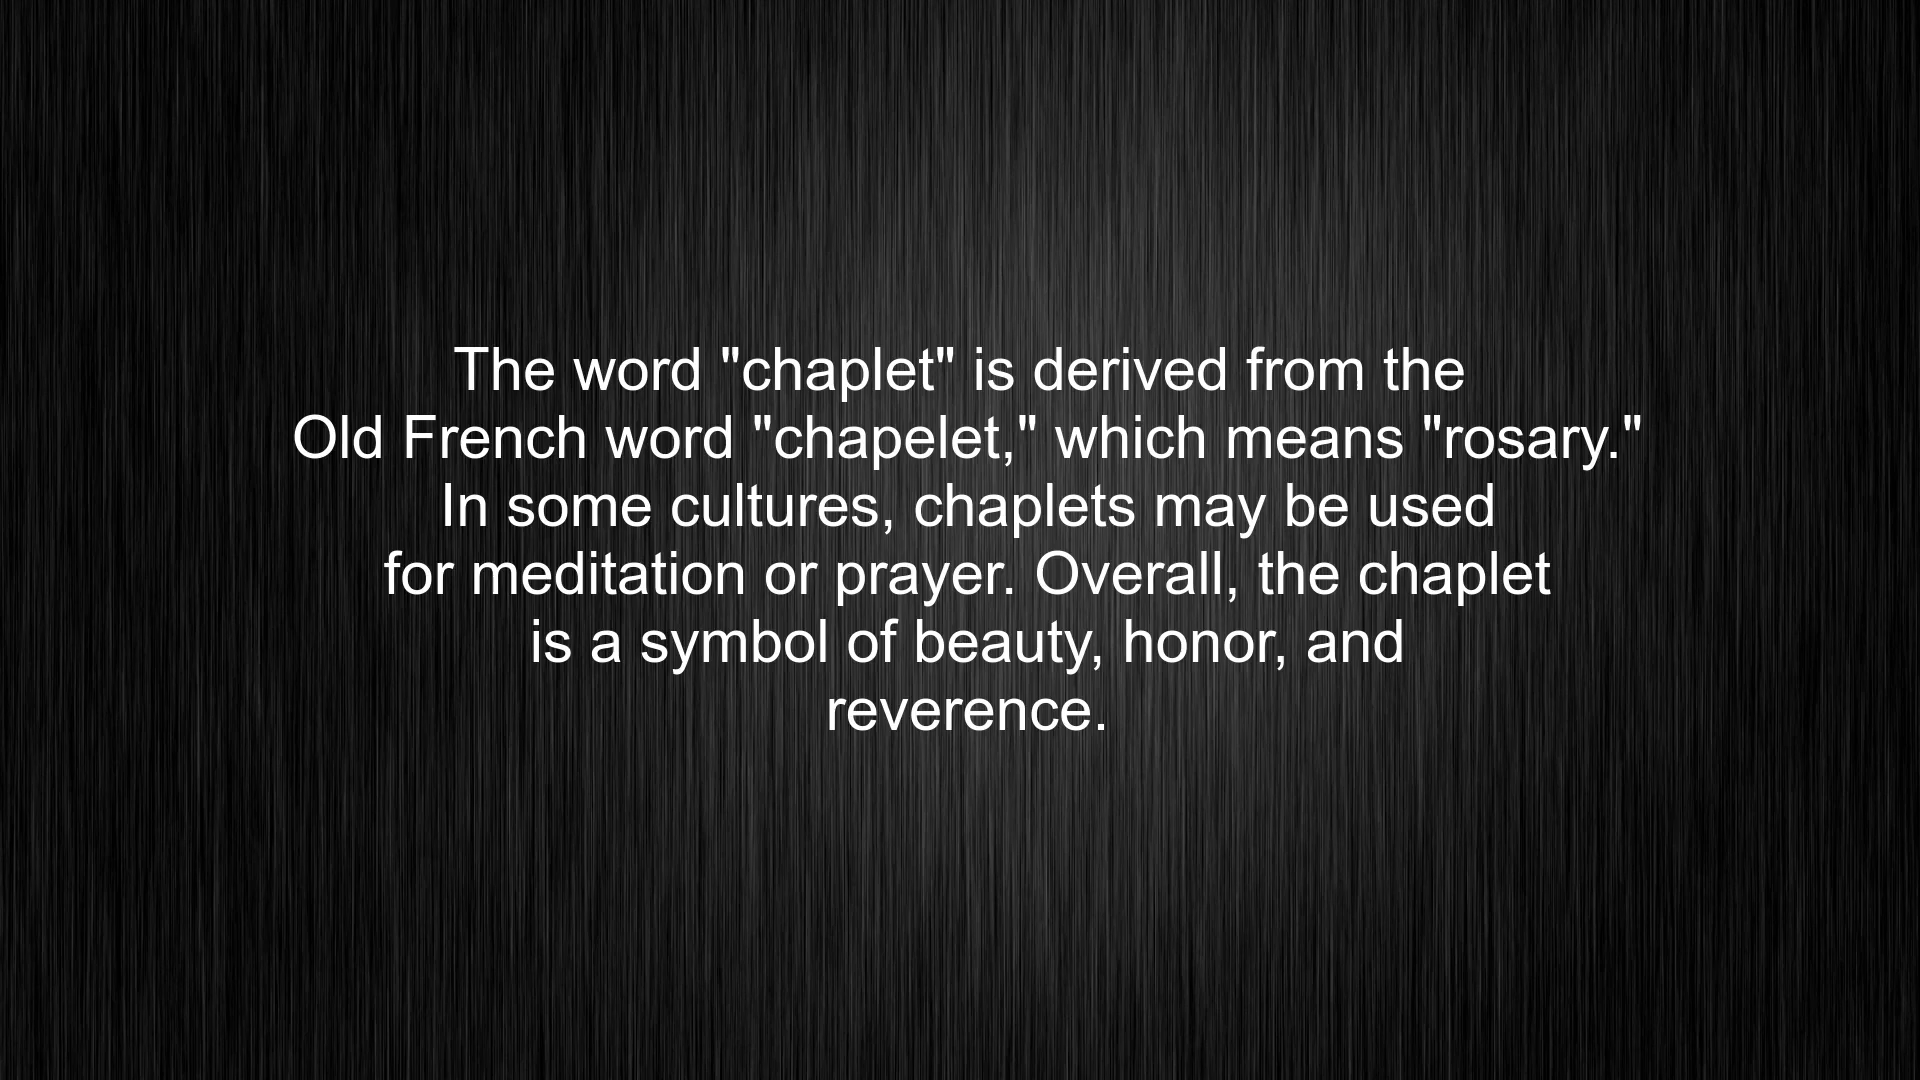 The word "chaplet" is derived from the
Old French word "chapelet," which means "rosary."
In some cultures, chaplets may be used
for meditation or prayer. Overall, the chaplet
is a symbol of beauty, honor, and
reverence.